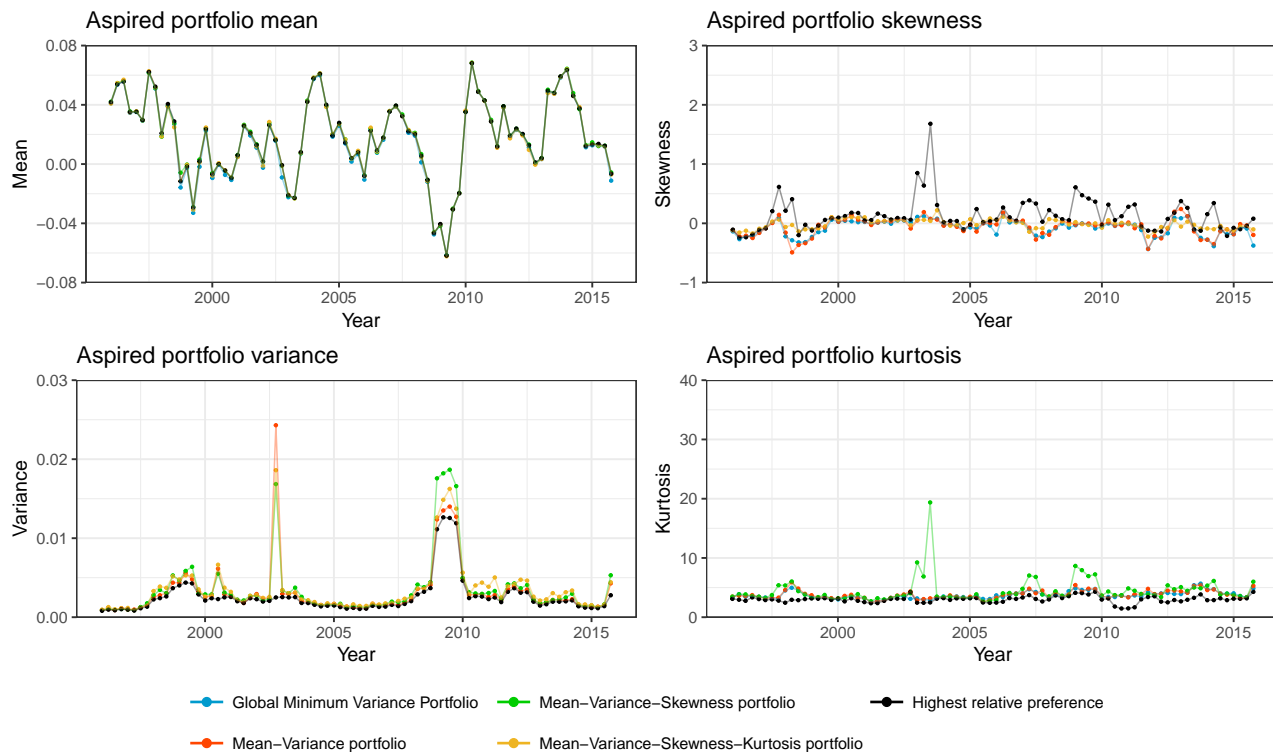 Aspired portfolio mean
Aspired portfolio skewness
0.08
0.04
0.00
−0.04
−0.08
Mean
2000 2005 2010 2015
Year
3
2
1
0
−1
Skewness
2000 2005 2010 2015
Year
Aspired portfolio variance
Aspired portfolio kurtosis
0.03
0.02
0.01
0.00
Variance
2000 2005 2010 2015
Year
40
30
20
10
0
Kurtosis
2000 2005 2010 2015
Year
Global Minimum Variance Portfolio
Mean−Variance−Skewness portfolio
Highest relative preference
Mean−Variance portfolio
Mean−Variance−Skewness−Kurtosis portfolio